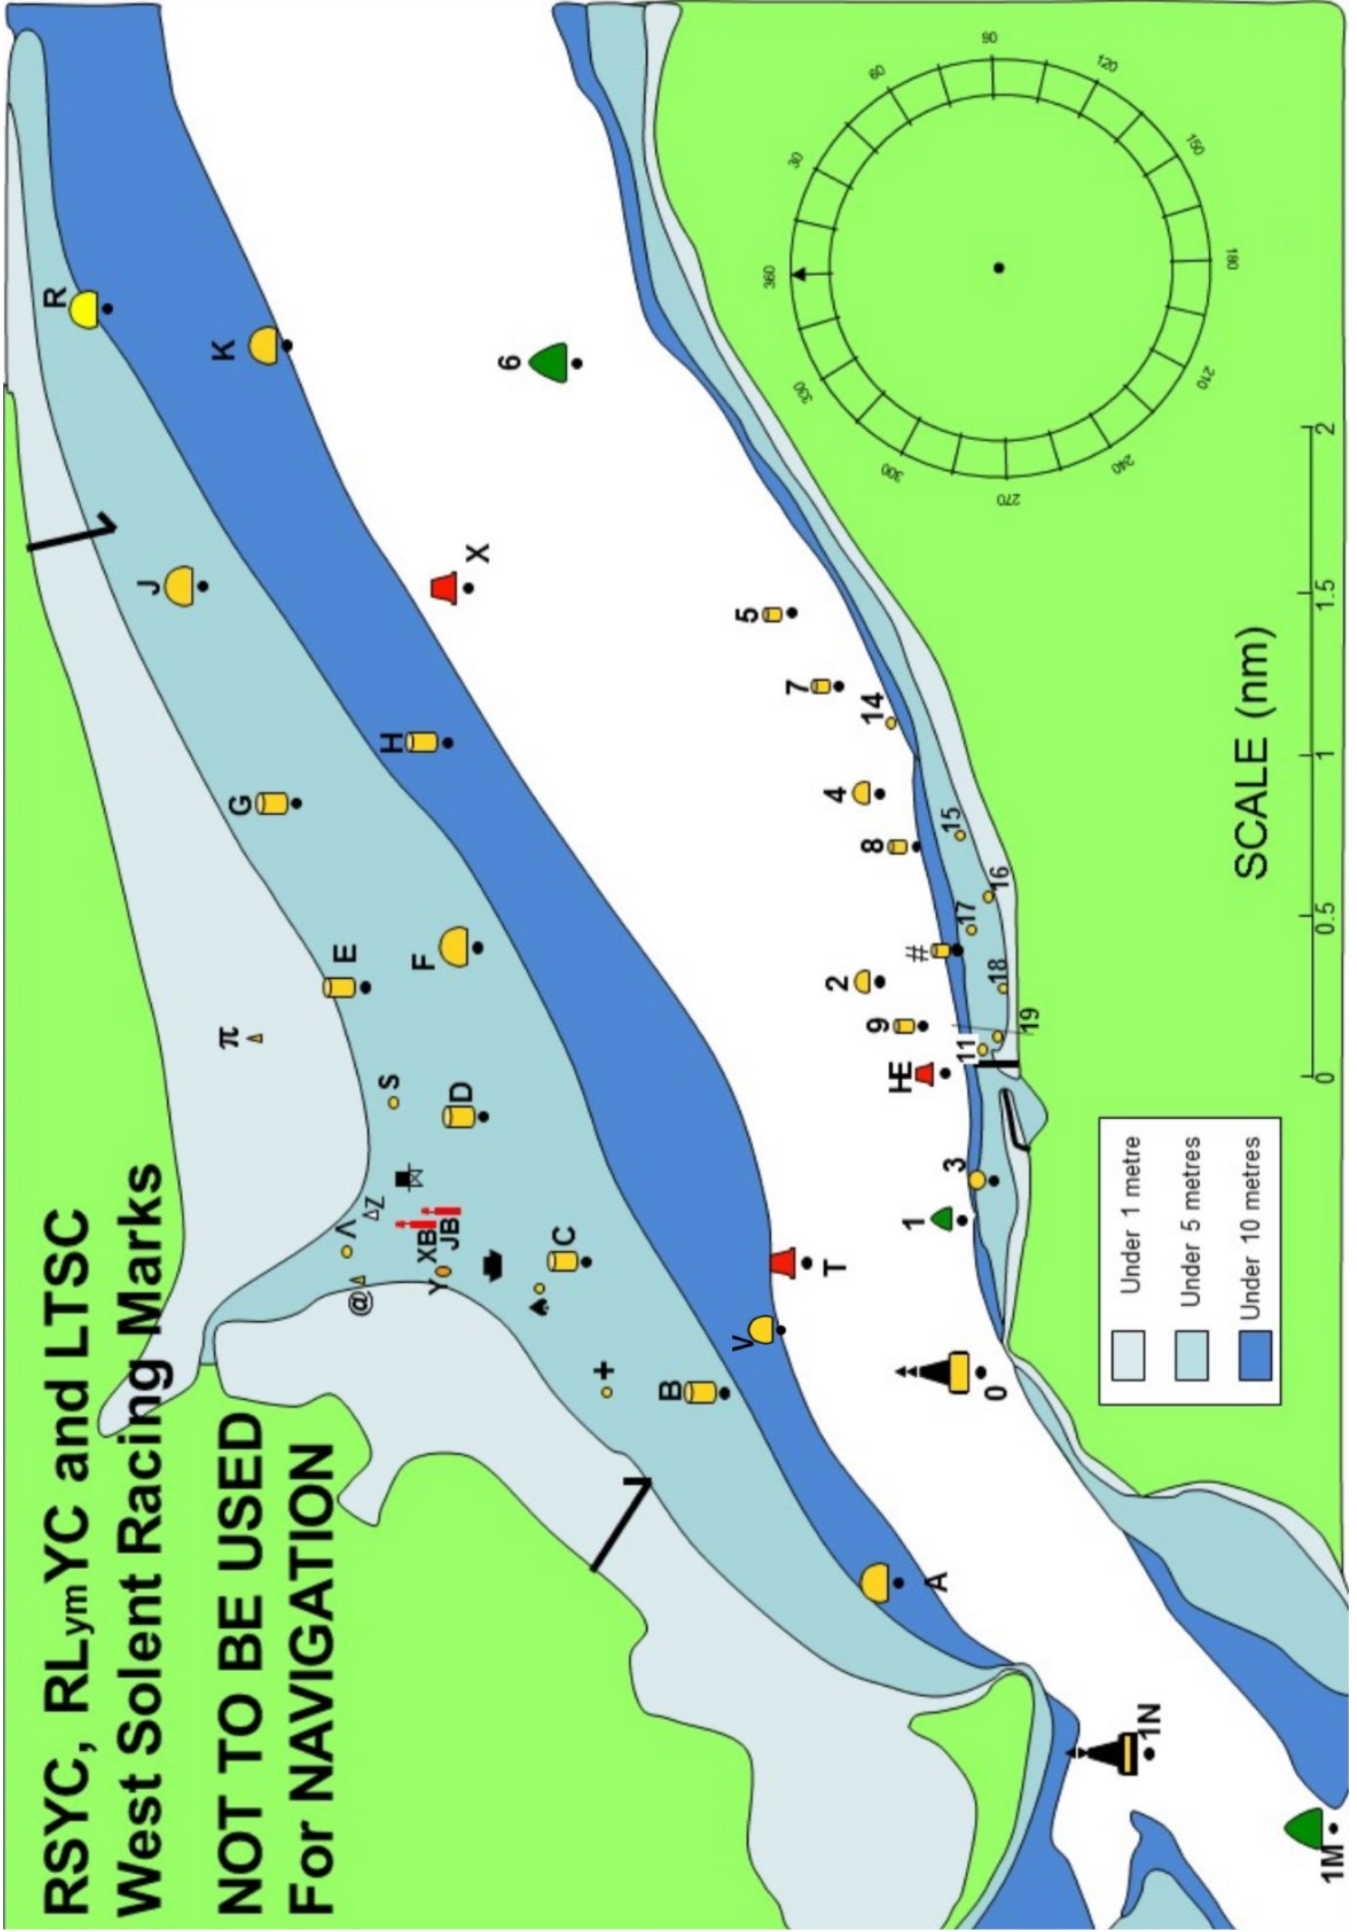 RSYC, RLymYC and LTSC
West Solent Racing Marks
NOT TO BE USED
For NAVIGATION
R
K
6
J
X
G
H
5
7
14
4
8
15
16
17
#
18
2
9
19
11
HE
E
F
π
S
D
Z
Λ
@
XB
JB
Y
C
♠
+
B
V
T
3
1
0
A
1N
1M
360
30
60
90
120
150
180
210
240
270
300
330
Under 1 metre
Under 5 metres
Under 10 metres
SCALE (nm)
0 0.5 1 1.5 2